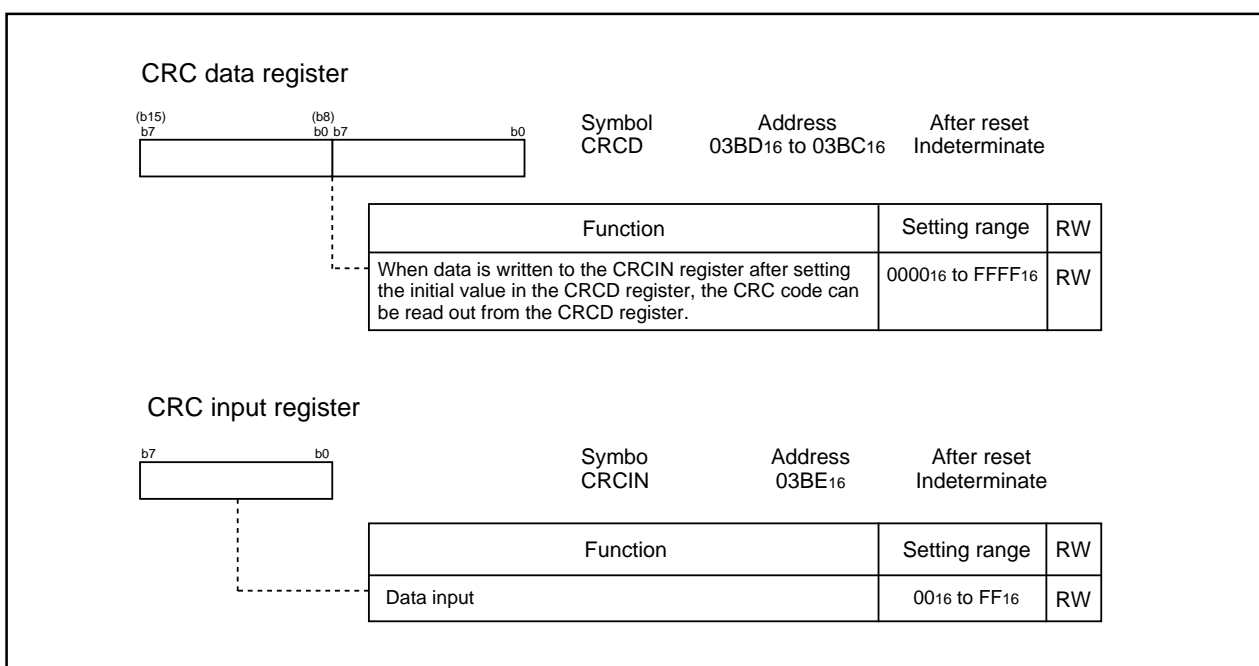 CRC data register
(b15) (b8)
b7 b0 b7 b0
Symbol Address After reset
CRCD 03BD16 to 03BC16 Indeterminate
Function Setting range RW
When data is written to the CRCIN register after setting
the initial value in the CRCD register, the CRC code can
be read out from the CRCD register.
000016 to FFFF16 RW
CRC input register
b7 b0
Symbo Address After reset
CRCIN 03BE16 Indeterminate
Function Setting range RW
Data input 0016 to FF16 RW